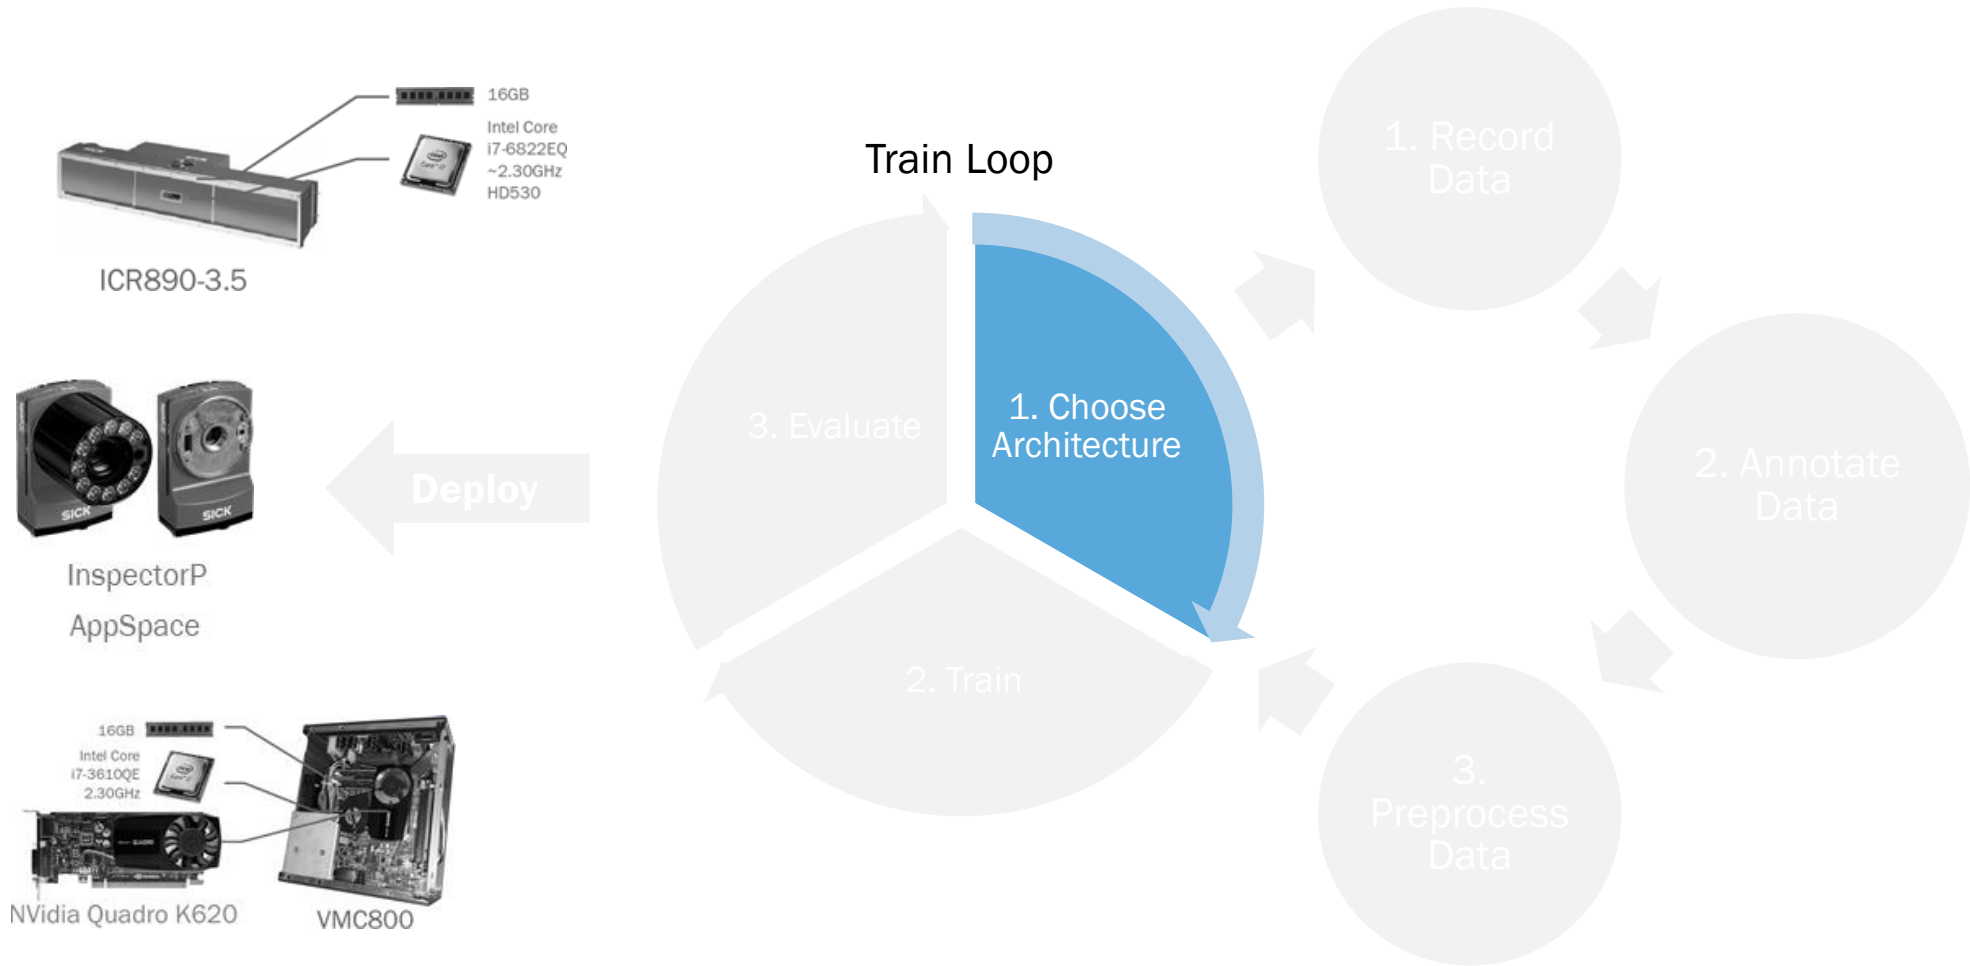 16GB
Intel Core
i7-6822EQ
~2.30GHz
HD530
ICR890-3.5
SICK
SICK
InspectorP
AppSpace
16GB
Intel Core
i7-3610QE
2.30GHz
NVidia Quadro K620
VMC800
Deploy
Train Loop
1. Choose
Architecture
2. Train
3. Evaluate
1. Record
Data
2. Annotate
Data
3.
Preprocess
Data